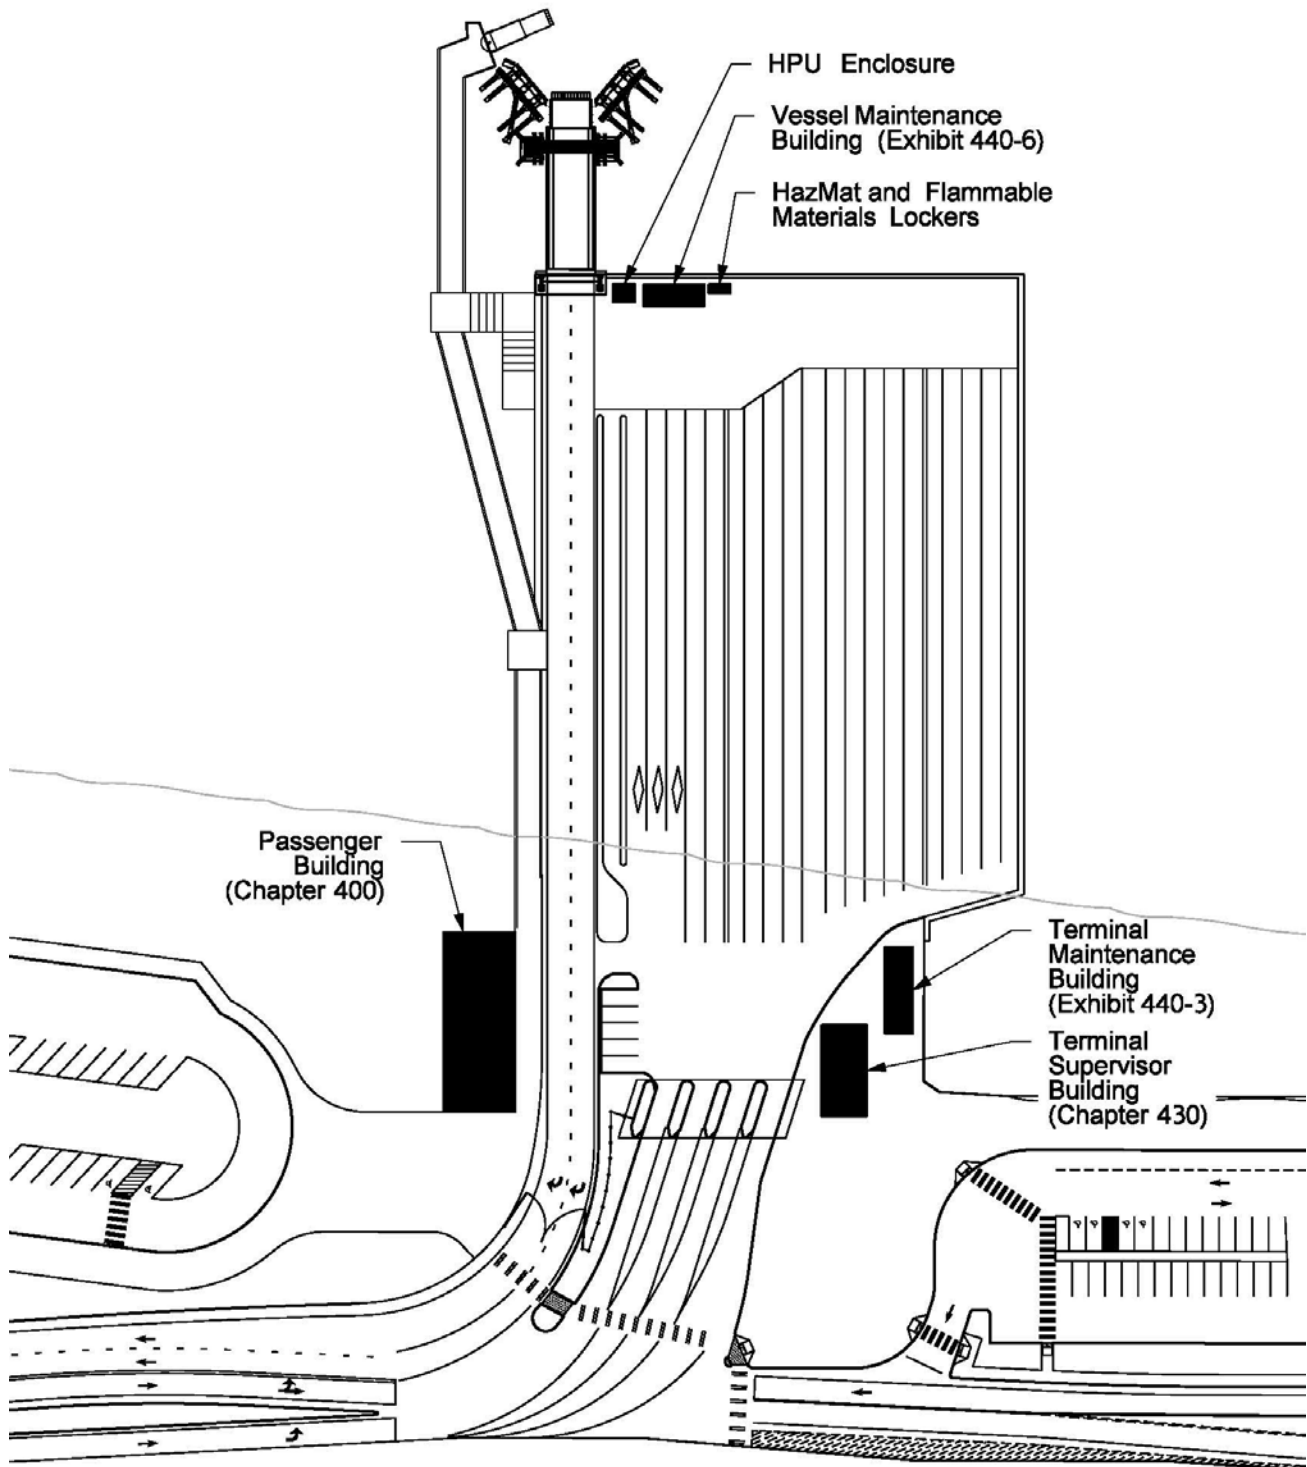 HPU Enclosure
Vessel Maintenance
Building (Exhibit 440-6)
HazMat and Flammable
Materials Lockers
Passenger
Building
(Chapter 400)
Terminal
Maintenance
Building
(Exhibit 440-3)
Terminal
Supervisor
Building
(Chapter 430)